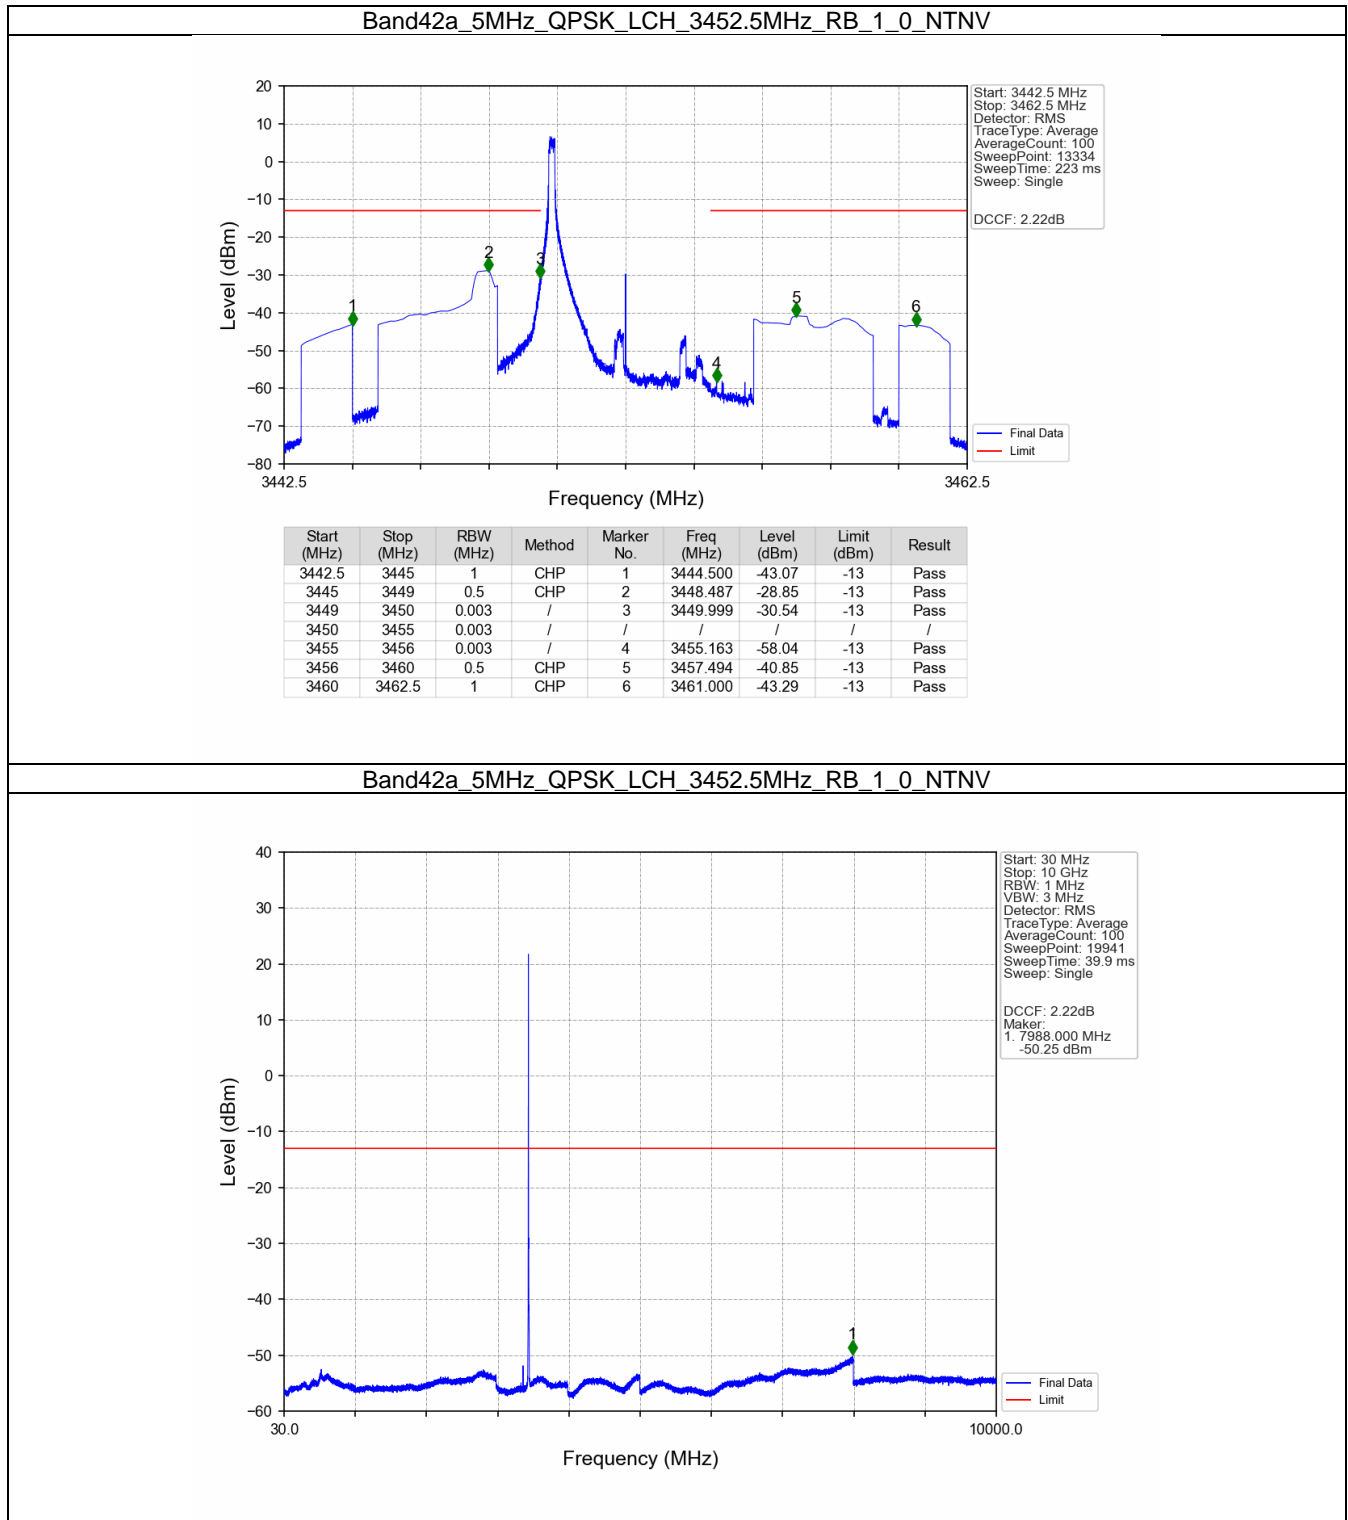 Band42a_5MHz_QPSK_LCH_3452.5MHz_RB_1_0_NTNV
20
10
0
−10
−20
−30
−40
−50
−60
−70
−80
Level (dBm)
1
2
3
4
5
6
3442.5
3462.5
Frequency (MHz)
Start: 3442.5 MHz
Stop: 3462.5 MHz
Detector: RMS
TraceType: Average
AverageCount: 100
SweepPoint: 13334
SweepTime: 223 ms
Sweep: Single
DCCF: 2.22dB
Final Data
Limit
Start (MHz) Stop (MHz) RBW (MHz) Method Marker No. Freq (MHz) Level (dBm) Limit (dBm) Result
3442.5 3445 1 CHP 1 3444.500 -43.07 -13 Pass
3445 3449 0.5 CHP 2 3448.487 -28.85 -13 Pass
3449 3450 0.003 / 3 3449.999 -30.54 -13 Pass
3450 3455 0.003 / / / / / /
3455 3456 0.003 / 4 3455.163 -58.04 -13 Pass
3456 3460 0.5 CHP 5 3457.494 -40.85 -13 Pass
3460 3462.5 1 CHP 6 3461.000 -43.29 -13 Pass
Band42a_5MHz_QPSK_LCH_3452.5MHz_RB_1_0_NTNV
40
30
20
10
0
−10
−20
−30
−40
−50
−60
Level (dBm)
1
30.0
10000.0
Frequency (MHz)
Start: 30 MHz
Stop: 10 GHz
RBW: 1 MHz
VBW: 3 MHz
Detector: RMS
TraceType: Average
AverageCount: 100
SweepPoint: 19941
SweepTime: 39.9 ms
Sweep: Single
DCCF: 2.22dB
Maker:
1. 7988.000 MHz
-50.25 dBm
Final Data
Limit